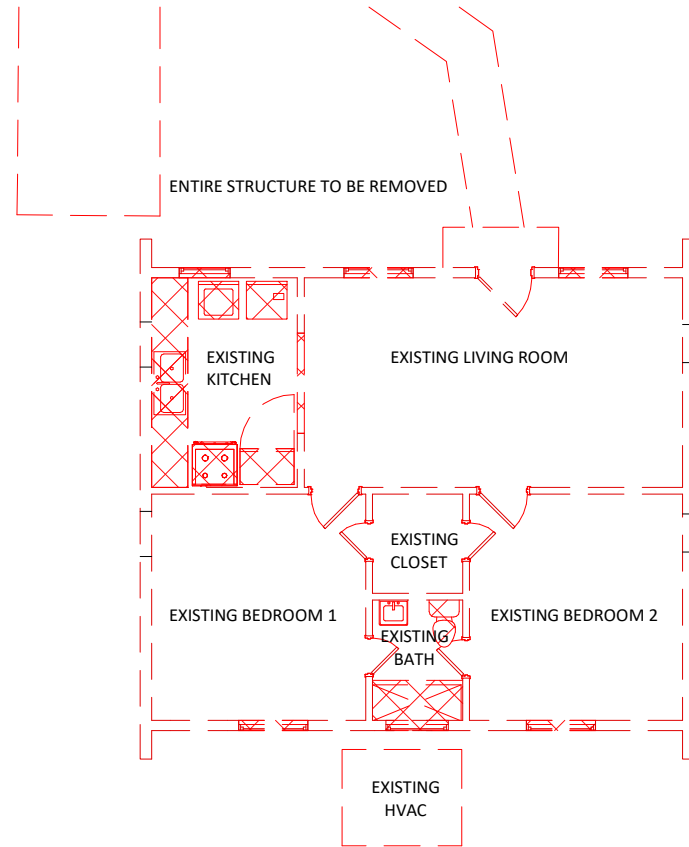 ENTIRE STRUCTURE TO BE REMOVED
EXISTING
KITCHEN
EXISTING LIVING ROOM
EXISTING
CLOSET
EXISTING BEDROOM 1
EXISTING BEDROOM 2
EXISTING
BATH
EXISTING
HVAC